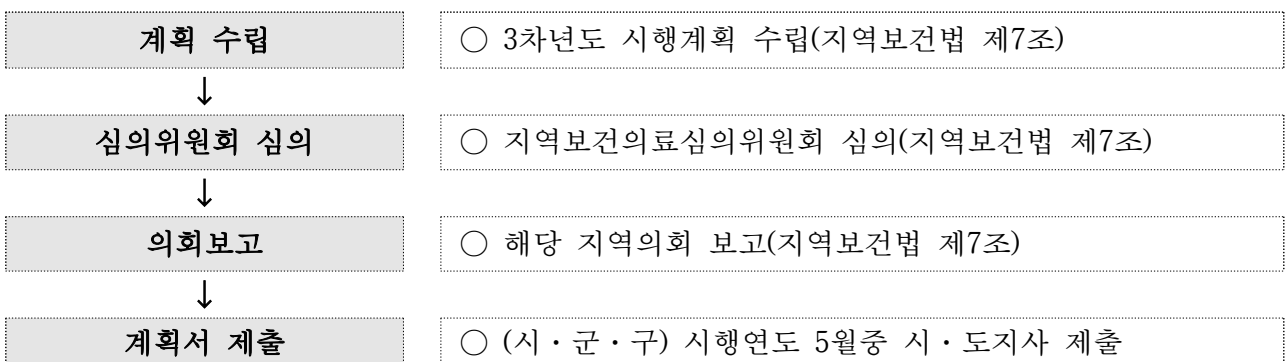 계획 수립
○ 3차년도 시행계획 수립(지역보건법 제7조)
↓
심의위원회 심의
○ 지역보건의료심의위원회 심의(지역보건법 제7조)
↓
의회보고
○ 해당 지역의회 보고(지역보건법 제7조)
↓
계획서 제출
○ (시・군・구) 시행연도 5월중 시・도지사 제출